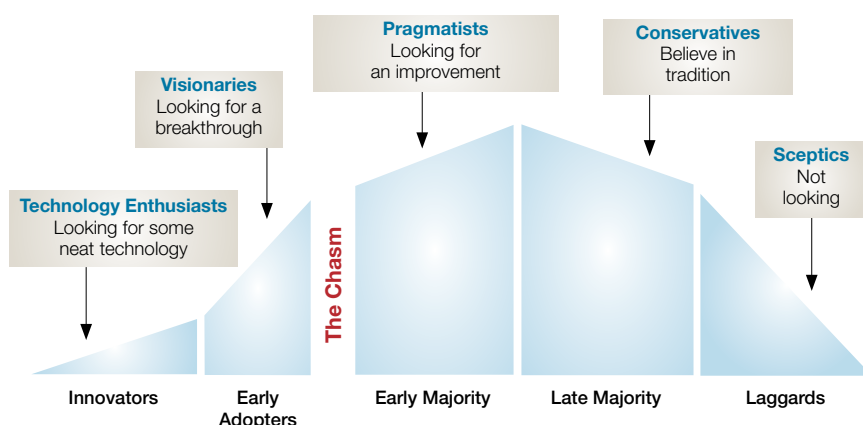 Pragmatists
Looking for
an improvement
Conservatives
Believe in
tradition
Visionaries
Looking for a
breakthrough
Sceptics
Not
looking
Technology Enthusiasts
Looking for some
neat technology
The Chasm
Innovators
Early
Adopters
Early Majority
Late Majority
Laggards